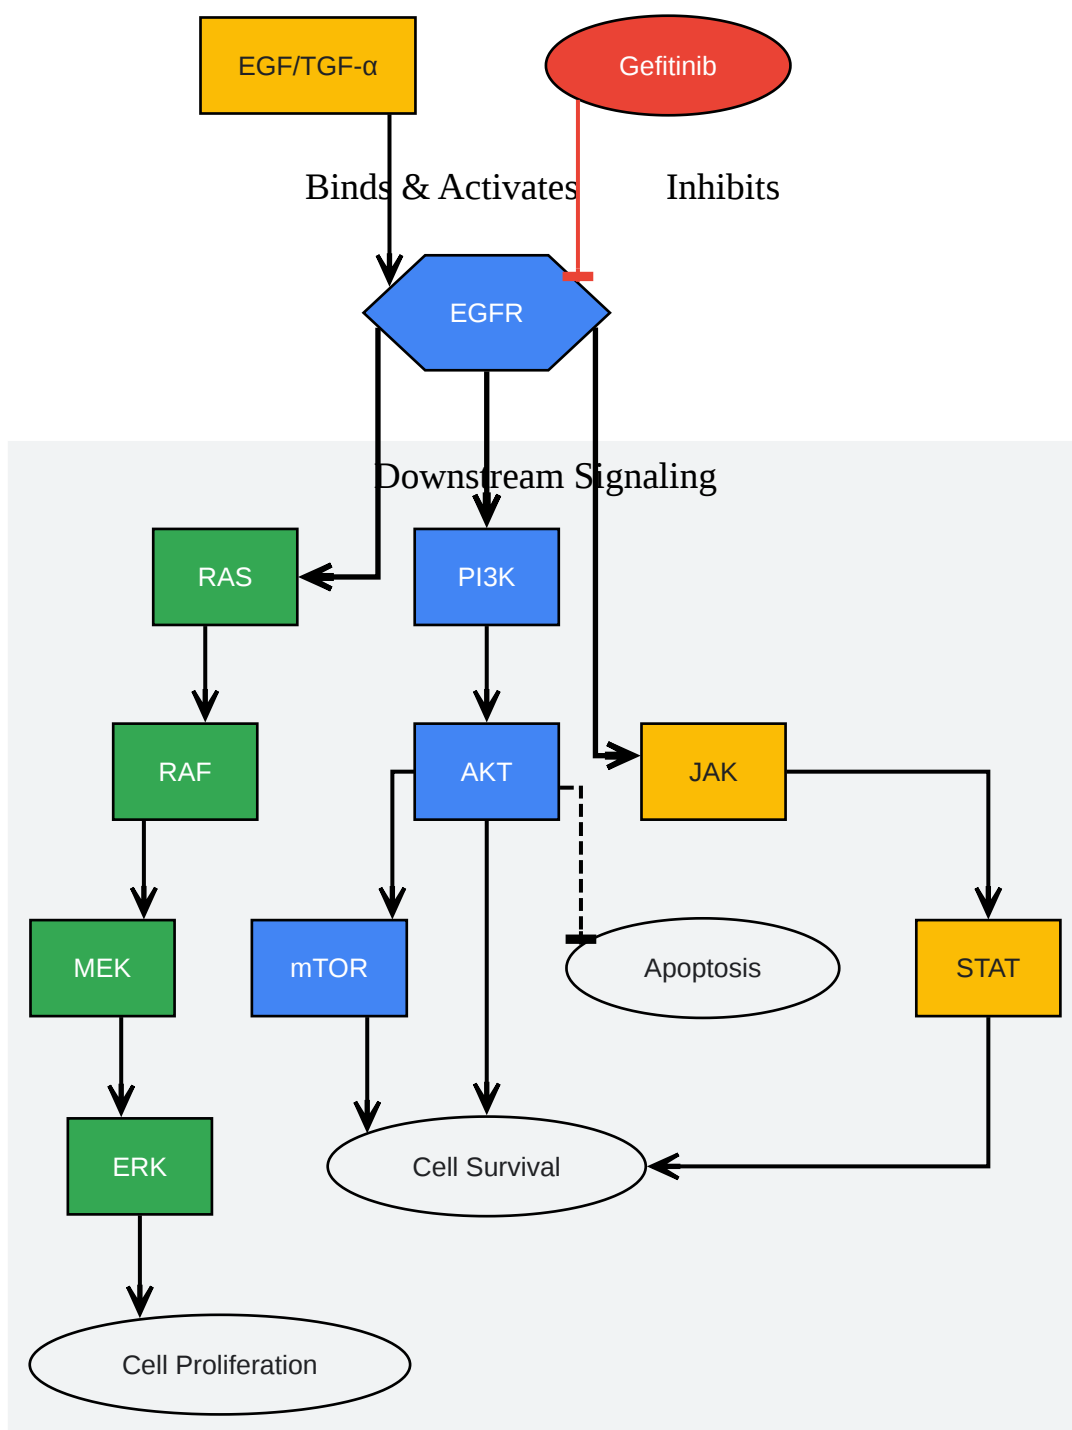 EGF/TGF-α
Gefitinib
Binds & Activates
Inhibits
EGFR
Downstream Signaling
RAS
PI3K
RAF
AKT
JAK
MEK
mTOR
Apoptosis
STAT
ERK
Cell Survival
Cell Proliferation